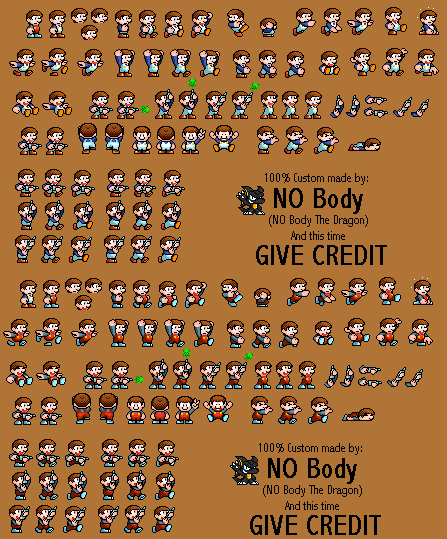 100% Custom made by:
NO Body
(NO Body The Dragon)
And this time
GIVE CREDIT
100% Custom made by:
NO Body
(NO Body The Dragon)
And this time
GIVE CREDIT